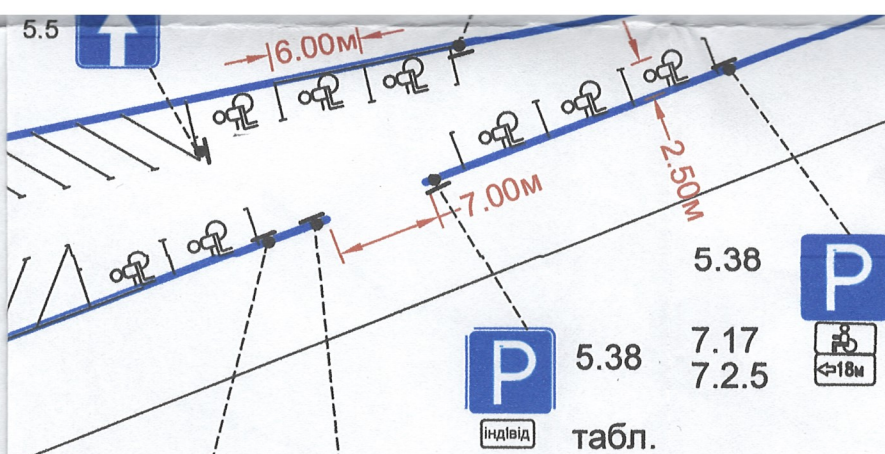 5.5
6.00м
7.00м
2.50м
5.38
P
7.17
7.2.5
⇦18м
P
5.38
індівід
табл.